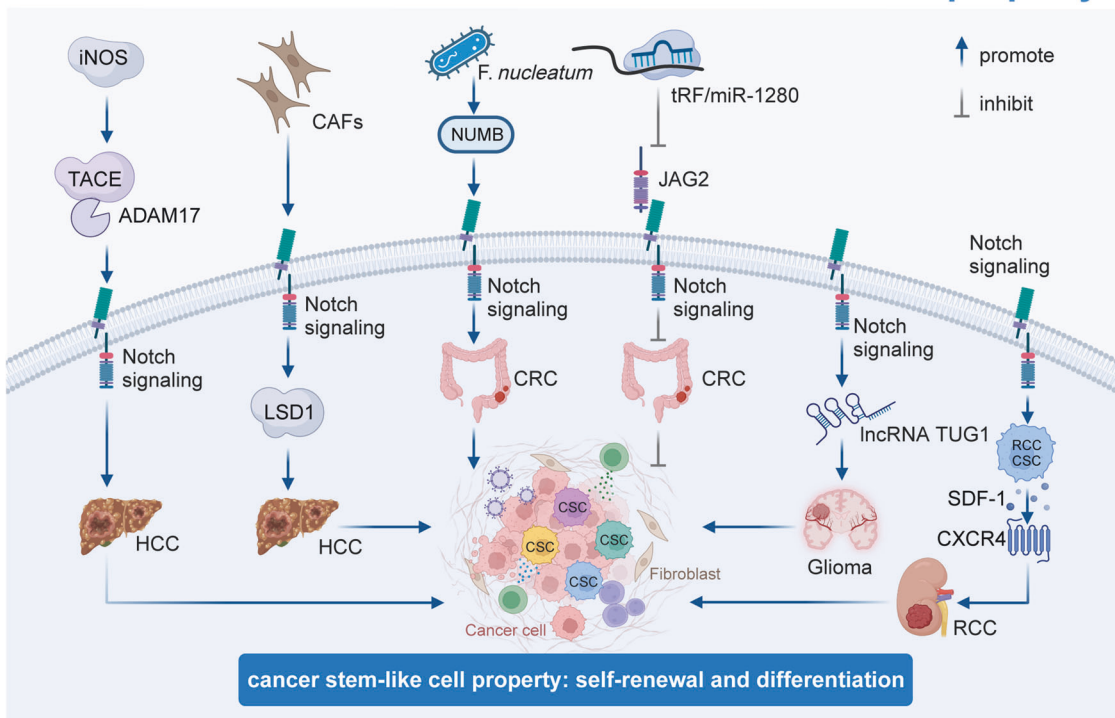 iNOS
TACE
ADAM17
Notch
signaling
HCC
CAFs
Notch
signaling
LSD1
HCC
F. nucleatum
NUMB
Notch
signaling
CRC
tRF/miR-1280
JAG2
Notch
signaling
CRC
Notch
signaling
lncRNA TUG1
Glioma
promote
inhibit
Notch
signaling
RCC
CSC
SDF-1
CXCR4
RCC
CSC
CSC
CSC
CSC
Fibroblast
Cancer cell
cancer stem-like cell property: self-renewal and differentiation